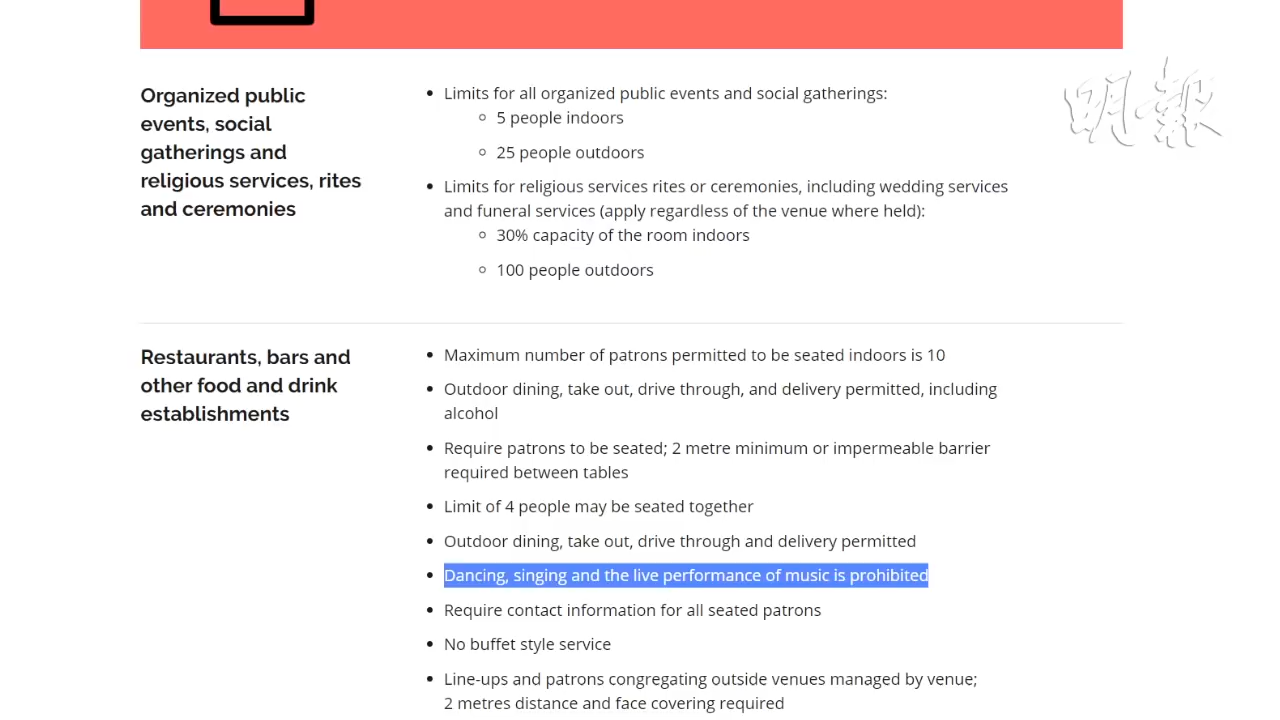 明報
Organized public
events, social
gatherings and
religious services, rites
and ceremonies
Limits for all organized public events and social gatherings:
5 people indoors
25 people outdoors
Limits for religious services rites or ceremonies, including wedding services
and funeral services (apply regardless of the venue where held):
30% capacity of the room indoors
100 people outdoors
Restaurants, bars and
other food and drink
establishments
Maximum number of patrons permitted to be seated indoors is 10
Outdoor dining, take out, drive through, and delivery permitted, including
alcohol
Require patrons to be seated; 2 metre minimum or impermeable barrier
required between tables
Limit of 4 people may be seated together
Outdoor dining, take out, drive through and delivery permitted
Dancing, singing and the live performance of music is prohibited
Require contact information for all seated patrons
No buffet style service
Line-ups and patrons congregating outside venues managed by venue;
2 metres distance and face covering required